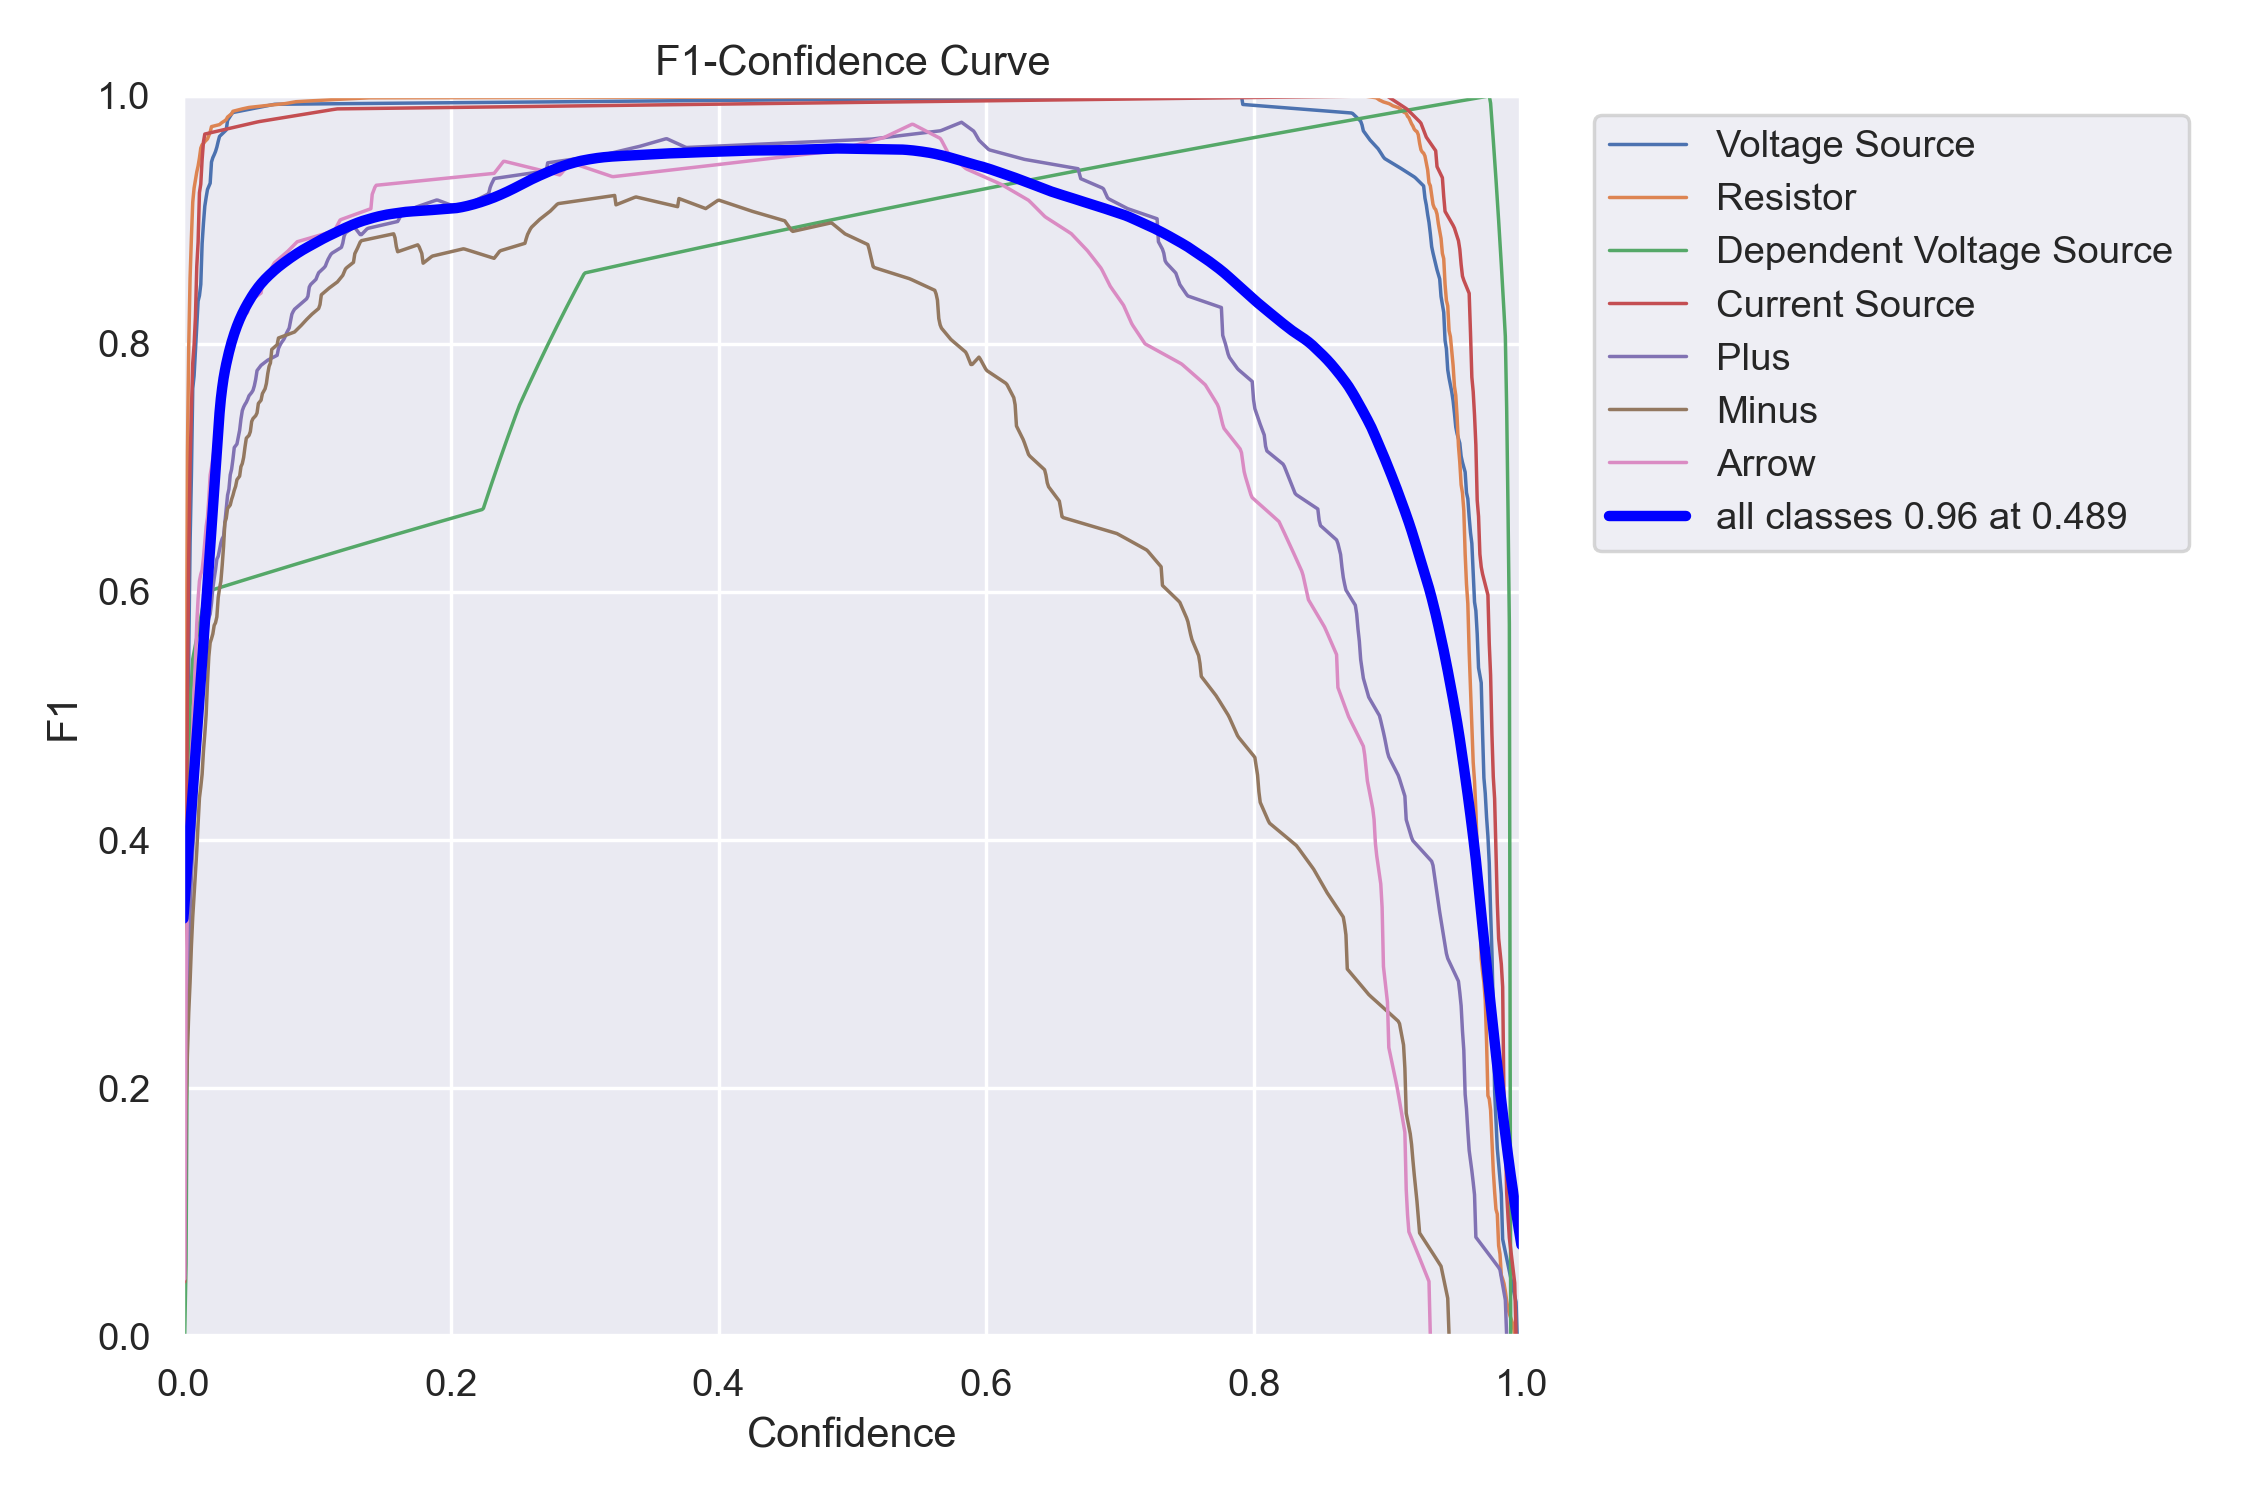 F1-Confidence Curve
1.0
0.8
0.6
0.4
0.2
0.0
F1
0.0 0.2 0.4 0.6 0.8 1.0
Confidence
Voltage Source
Resistor
Dependent Voltage Source
Current Source
Plus
Minus
Arrow
all classes 0.96 at 0.489